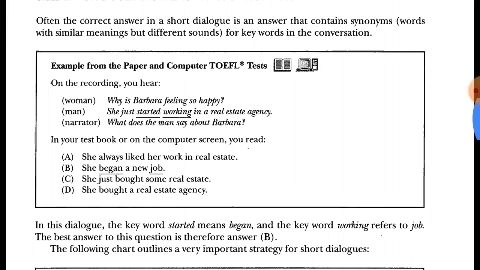 Often the correct answer in a short dialogue is an answer that contains synonyms (words
with similar meanings but different sounds) for key words in the conversation.
Example from the Paper and Computer TOEFL® Tests
On the recording, you hear:
(woman) Why is Barbara feeling so happy?
(man) She just started working in a real estate agency.
(narrator) What does the man say about Barbara?
In your test book or on the computer screen, you read:
(A) She always liked her work in real estate.
(B) She began a new job.
(C) She just bought some real estate.
(D) She bought a real estate agency.
In this dialogue, the key word started means began, and the key word working refers to job.
The best answer to this question is therefore answer (B).
The following chart outlines a very important strategy for short dialogues: